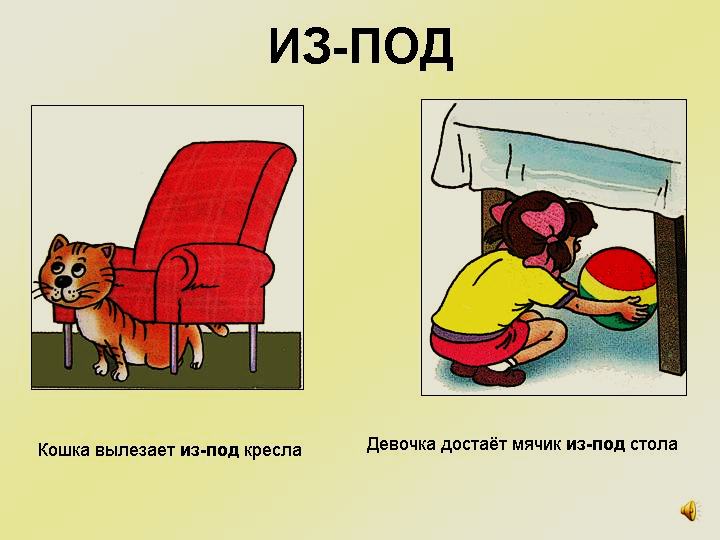 ИЗ-ПОД
Кошка вылезает из-под кресла
Девочка достаёт мячик из-под стола